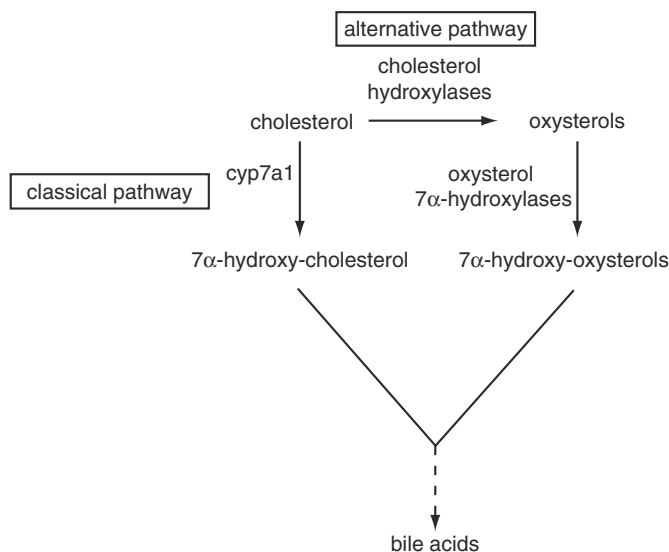 alternative pathway
cholesterol
hydroxylases
cholesterol
oxysterols
cyp7a1
oxysterol
7α-hydroxylases
classical pathway
7α-hydroxy-cholesterol
7α-hydroxy-oxysterols
bile acids